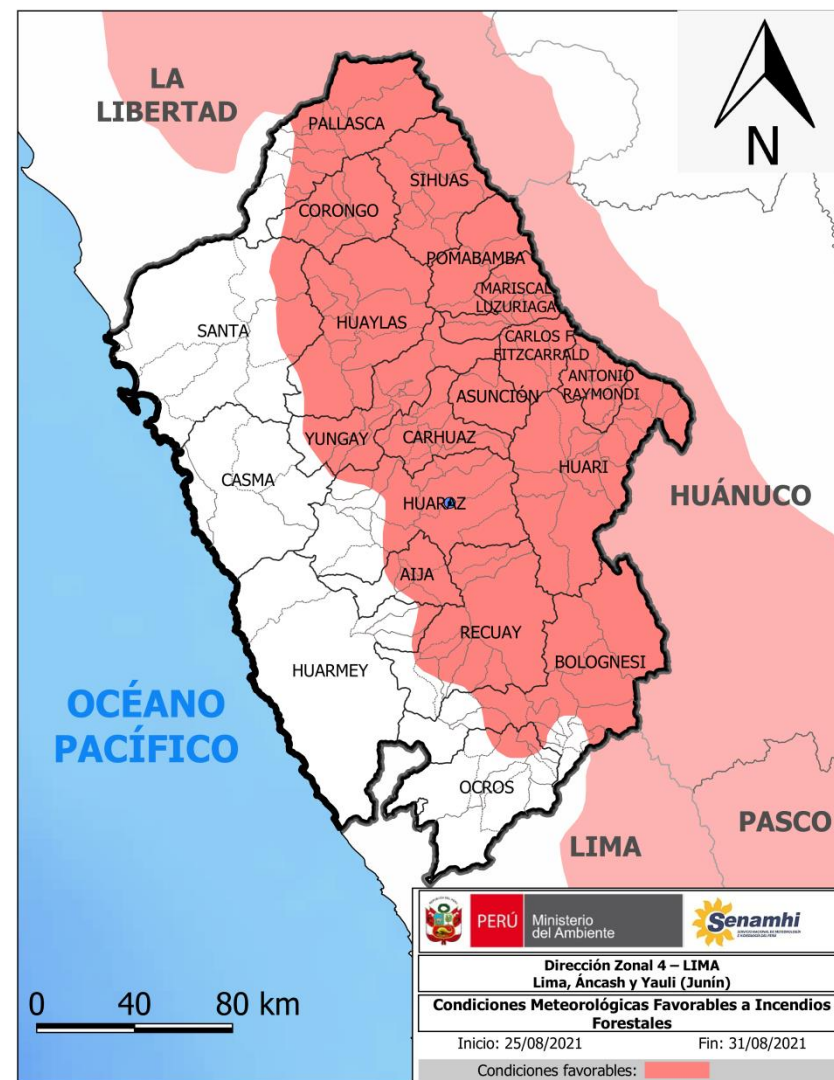 LA
LIBERTAD
N
PALLASCA
SIHUAS
CORONGO
POMABAMBA
MARISCAL
LUZURIAGA
SANTA
HUAYLAS
CARLOS F
FITZCARRALD
ANTONIO
RAYMONDI
ASUNCIÓN
YUNGAY
CARHUAZ
HUARI
CASMA
HUÁNUCO
HUARAZ
AIJA
RECUAY
BOLOGNESI
HUARMEY
OCÉANO
PACÍFICO
OCROS
PASCO
LIMA
PERÚ
Ministerio
del Ambiente
Senamhi
Dirección Zonal 4 – LIMA
Lima, Áncash y Yauli (Junín)
Condiciones Meteorológicas Favorables a Incendios
Forestales
Inicio: 25/08/2021 Fin: 31/08/2021
Condiciones favorables:
0 40 80 km